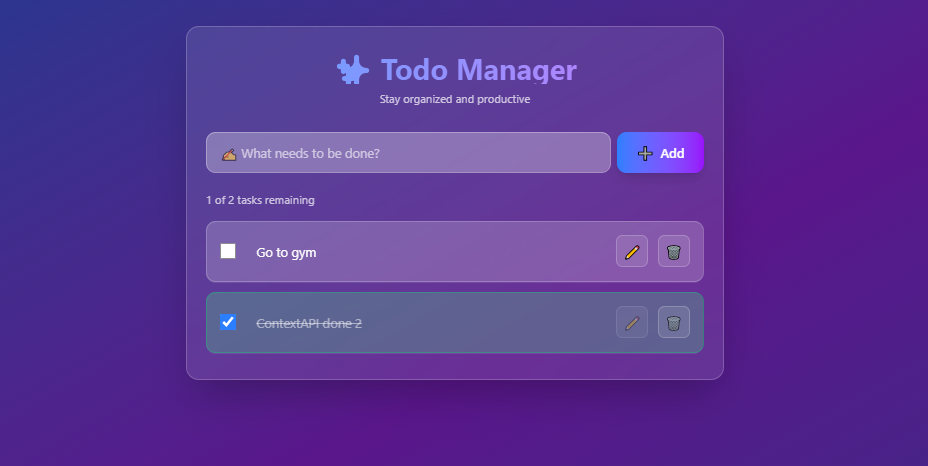 Todo Manager
Stay organized and productive
✍️ What needs to be done?
➕ Add
1 of 2 tasks remaining
Go to gym
ContextAPI done 2